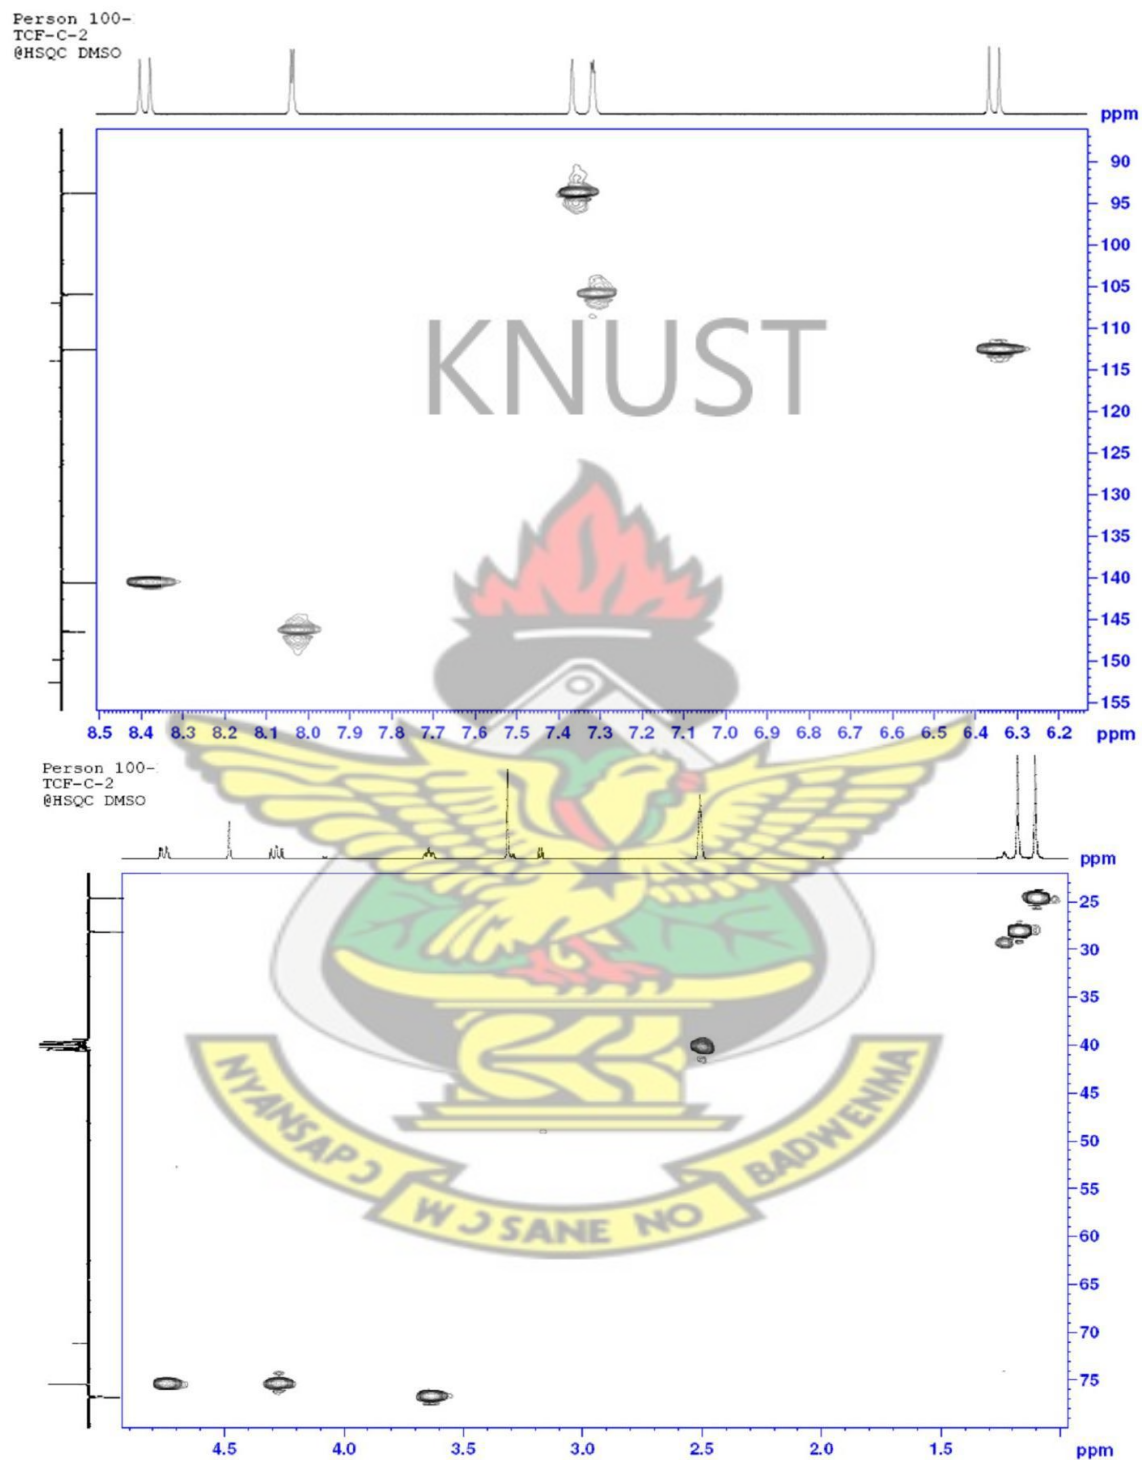 Person 100-
TCF-C-2
@HSQC DMSO
ppm
90
95
100
105
110
115
120
125
130
135
140
145
150
155
8.5 8.4 8.3 8.2 8.1 8.0 7.9 7.8 7.7 7.6 7.5 7.4 7.3 7.2 7.1 7.0 6.9 6.8 6.7 6.6 6.5 6.4 6.3 6.2 ppm
KNUST
Person 100-
TCF-C-2
@HSQC DMSO
ppm
25
30
35
40
45
50
55
60
65
70
75
4.5 4.0 3.5 3.0 2.5 2.0 1.5 ppm
NYANSAPƆ
WƆ SANE NO
BADWENMA